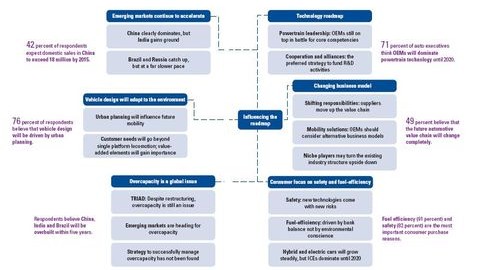 Emerging markets continue to accelerate
China clearly dominates, but
India gains ground
Brazil and Russia catch up,
but at a far slower pace
42 percent of respondents
expect domestic sales in China
to exceed 18 million by 2015.
Technology roadmap
Powertrain leadership: OEMs still on
top in battle for core competencies
Cooperation and alliances: the
preferred strategy to fund R&D
activities
71 percent of auto executives
think OEMs will dominate
powertrain technology until 2020.
Vehicle design will adapt to the environment
Urban planning will influence future
mobility
Customer needs will go beyond
single platform locomotion; value-
added elements will gain importance
76 percent of respondents
believe that vehicle design
will be driven by urban
planning.
Influencing the
roadmap
Changing business model
Shifting responsibilities: suppliers
move up the value chain
Mobility solutions: OEMs should
consider alternative business models
Niche players may turn the existing
industry structure upside down
49 percent believe that
the future automotive
value chain will change
completely.
Overcapacity is a global issue
TRIAD: Despite restructuring,
overcapacity is still an issue
Emerging markets are heading for
overcapacity
Strategy to successfully manage
overcapacity has not been found
Respondents believe China,
India and Brazil will be
overbuilt within five years.
Consumer focus on safety and fuel-efficiency
Safety: new technologies come
with new risks
Fuel-efficiency: driven by bank
balance not by environmental
conscience
Hybrid and electric cars will grow
steadily, but ICEs dominate until 2020
Fuel efficiency (91 percent) and
safety (82 percent) are the most
important consumer purchase
reasons.